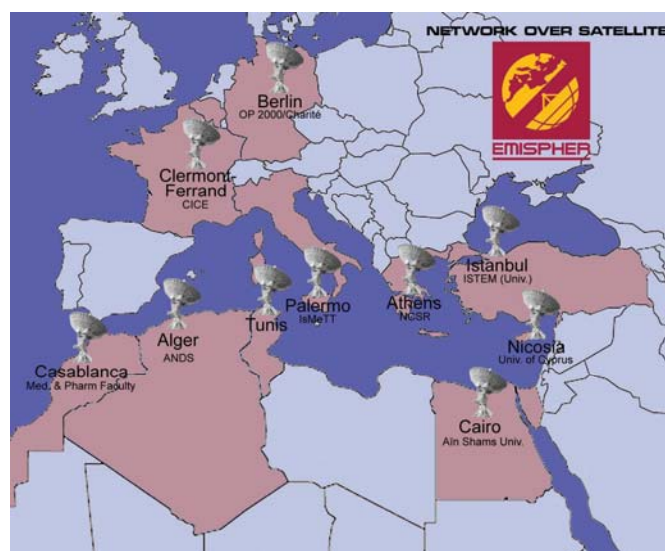 NETWORK OVER SATELLITE
EMISPHER
Berlin
OP 2000/Charité
Clermont
Ferrand
CICE
Istanbul
ISTEM (Univ.)
Palermo
IsMeTT
Athens
NCSR
Tunis
Alger
ANDS
Nicosia
Univ. of Cyprus
Casablanca
Med. & Pharm Faculty
Cairo
Ain Shams Univ.